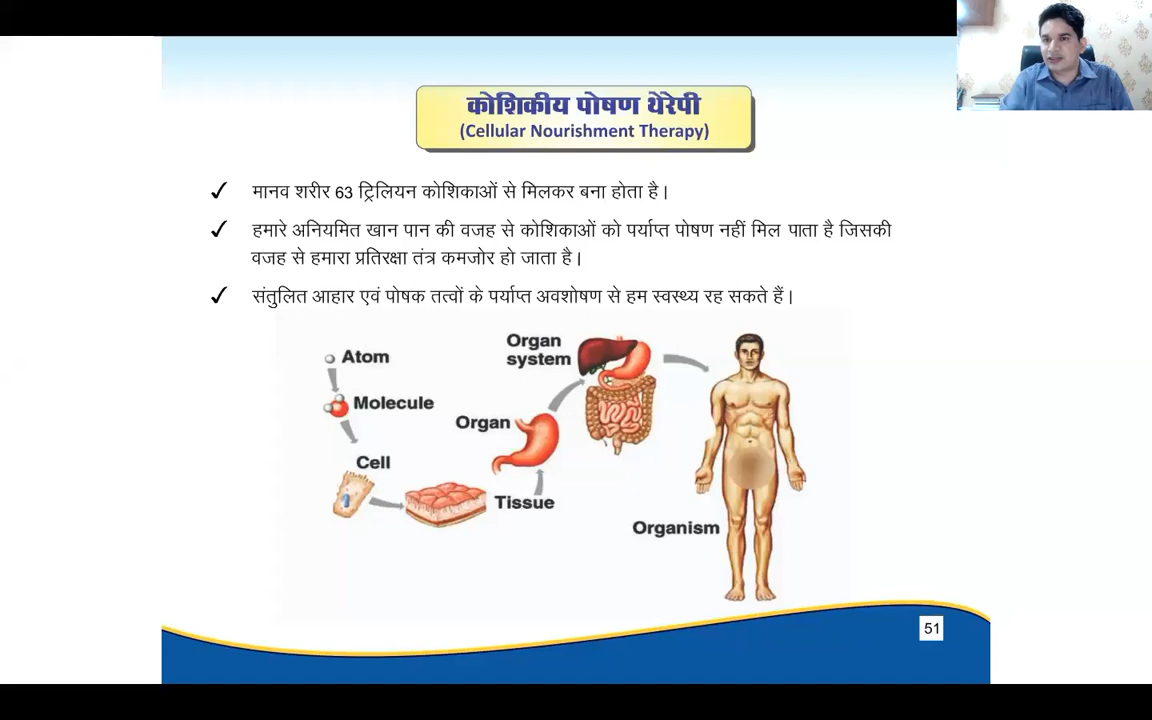 कोशिकीय पोषण थेरेपी
(Cellular Nourishment Therapy)
✓ मानव शरीर 63 ट्रिलियन कोशिकाओं से मिलकर बना होता है।
✓ हमारे अनियमित खान पान की वजह से कोशिकाओं को पर्याप्त पोषण नहीं मिल पाता है जिसकी
वजह से हमारा प्रतिरक्षा तंत्र कमजोर हो जाता है।
✓ संतुलित आहार एवं पोषक तत्वों के पर्याप्त अवशोषण से हम स्वस्थ्य रह सकते हैं।
Atom
Molecule
Cell
Tissue
Organ
Organ
system
Organism
51